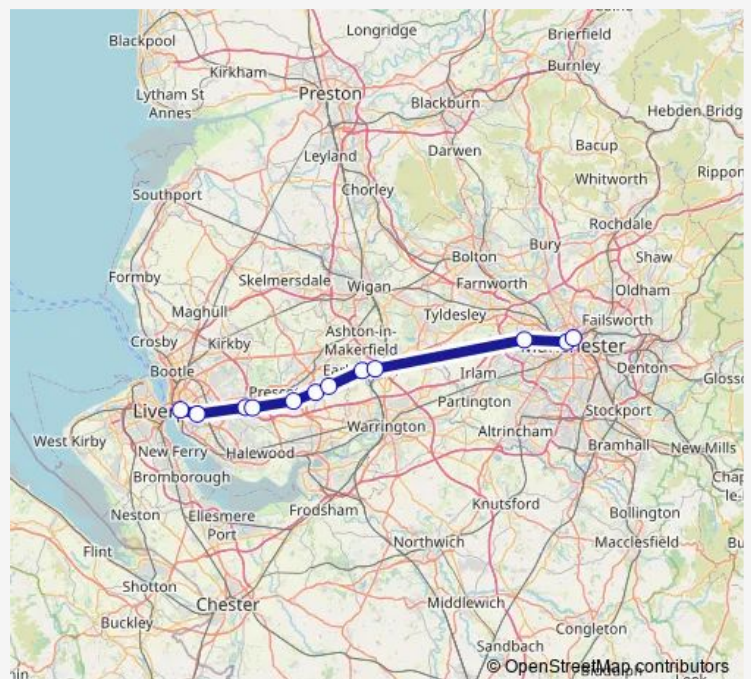 Longridge
Brierfield
Blackpool
Burnley
Kirkham
Preston
Lytham St
Annes
Blackburn
Hebden Bridg
Bacup
Darwen
Leyland
Whitworth
Rippon
Chorley
Southport
Rochdale
Bury
Bolton
Shaw
Formby
Skelmersdale
Wigan
Farnworth
Oldham
Maghull
Tyldesley
Failsworth
Crosby
Kirkby
Ashton-in-
Makerfield
Denton
Bootle
Irlam
Glosso
Partington
Stockport
Warrington
Altrincham
West Kirby
New Ferry
Halewood
Bramhall
New Mills
Bromborough
Chap
le-
Neston
Ellesmere
Port
Frodsham
Knutsford
Bollington
Flint
Northwich
Macclesfield
Bu
Shotton
Chester
Middlewich
Buckley
Congleton
Sandbach
© OpenStreetMap contributors